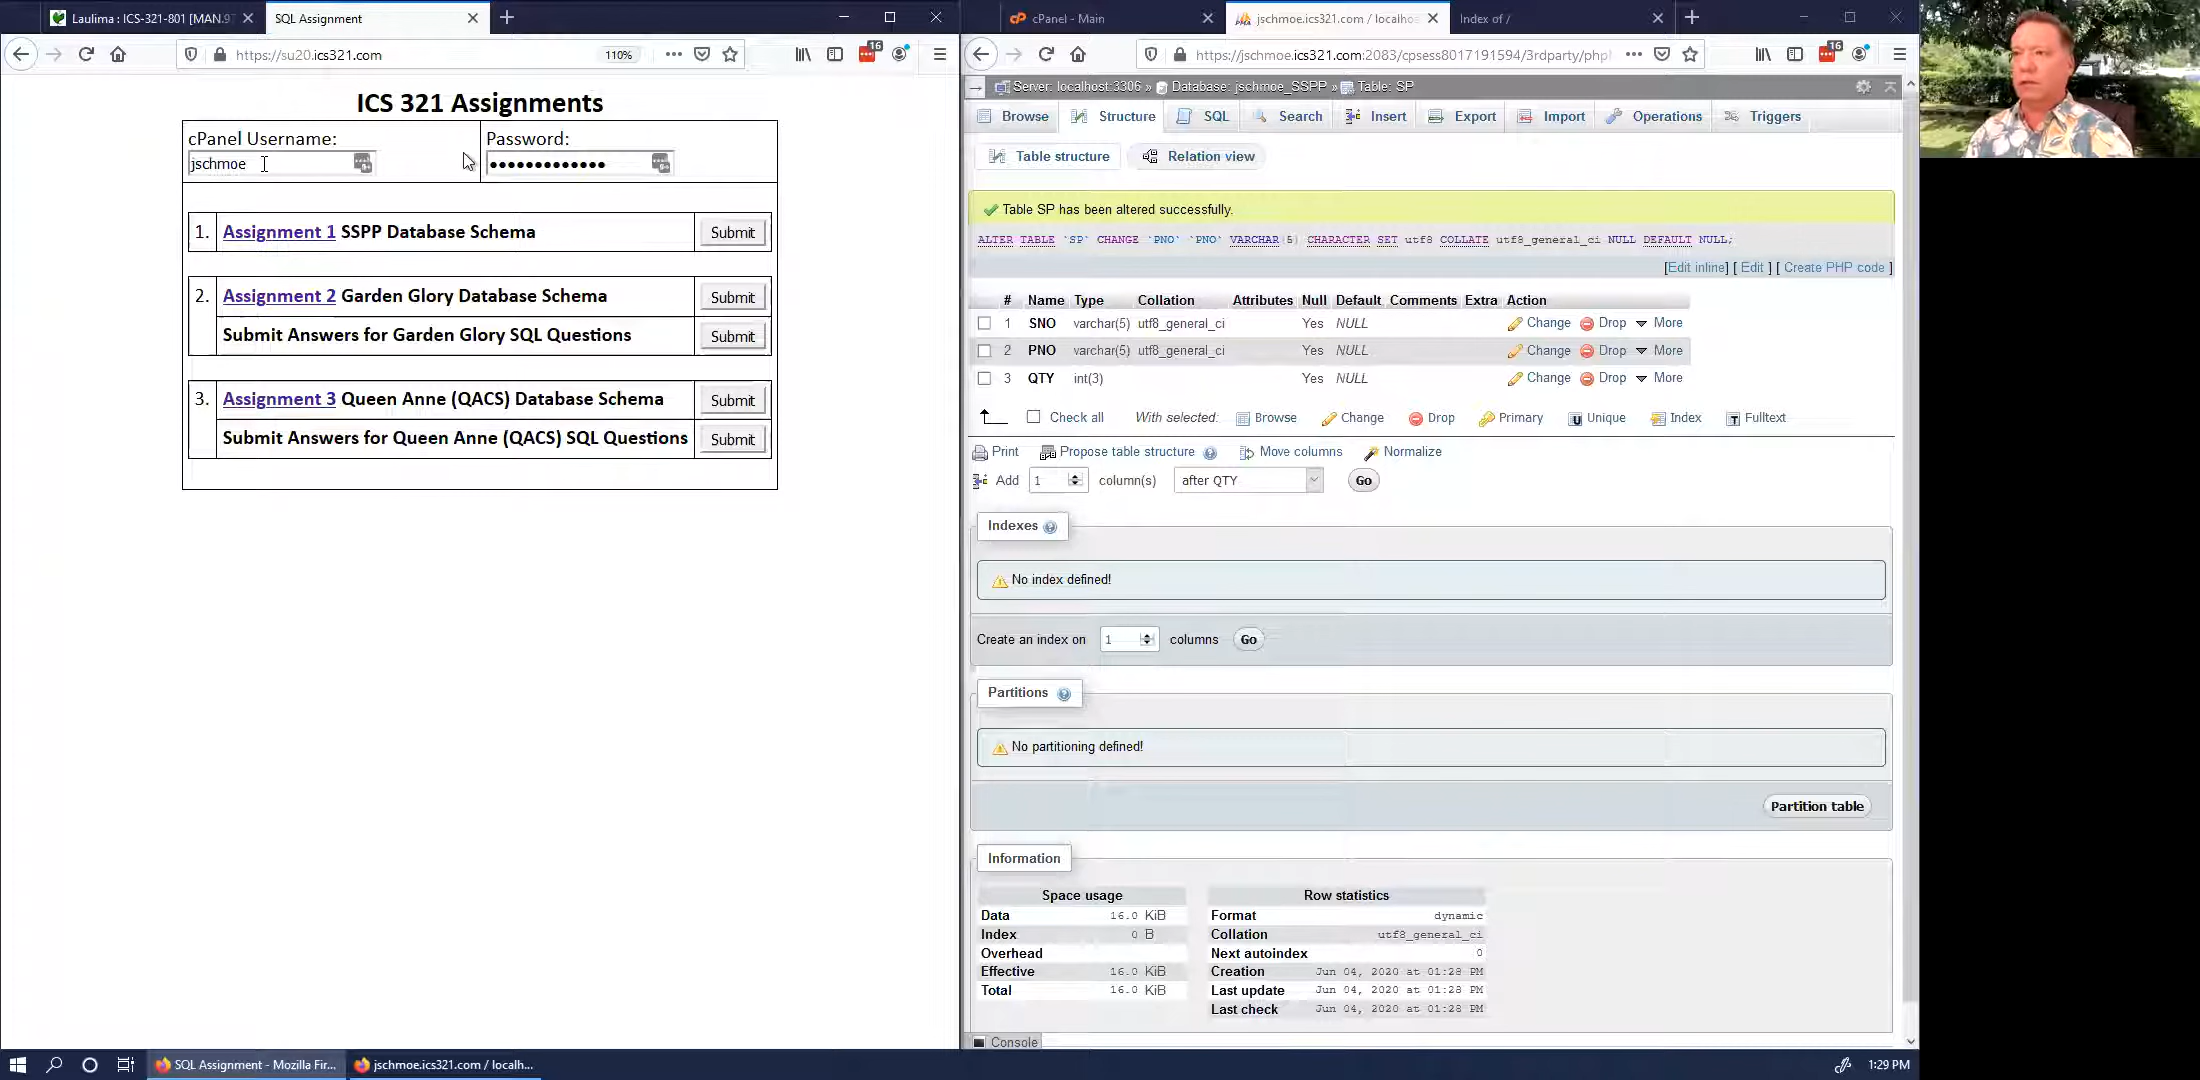 Laulima : ICS-321-801 [MAN.97
SQL Assignment
https://su20.ics321.com
110%
16
ICS 321 Assignments
cPanel Username:
Password:
jschmoe
•••••••••••••
1. Assignment 1 SSPP Database Schema Submit
2. Assignment 2 Garden Glory Database Schema Submit
Submit Answers for Garden Glory SQL Questions Submit
3. Assignment 3 Queen Anne (QACS) Database Schema Submit
Submit Answers for Queen Anne (QACS) SQL Questions Submit
cPanel - Main
jschmoe.ics321.com / localho
Index of /
https://jschmoe.ics321.com:2083/cpsess8017191594/3rdparty/php
16
Server: localhost:3306 » Database: jschmoe_SSPP » Table: SP
Browse Structure SQL Search Insert Export Import Operations Triggers
Table structure Relation view
Table SP has been altered successfully.
ALTER TABLE `SP` CHANGE `PNO` `PNO` VARCHAR(5) CHARACTER SET utf8 COLLATE utf8_general_ci NULL DEFAULT NULL;
[Edit inline] [ Edit ] [ Create PHP code ]
# Name Type Collation Attributes Null Default Comments Extra Action
1 SNO varchar(5) utf8_general_ci Yes NULL Change Drop More
2 PNO varchar(5) utf8_general_ci Yes NULL Change Drop More
3 QTY int(3) Yes NULL Change Drop More
Check all With selected: Browse Change Drop Primary Unique Index Fulltext
Print Propose table structure Move columns Normalize
Add 1 column(s) after QTY Go
Indexes
No index defined!
Create an index on 1 columns Go
Partitions
No partitioning defined!
Partition table
Information
Space usage
Data 16.0 KiB
Index 0 B
Overhead
Effective 16.0 KiB
Total 16.0 KiB
Row statistics
Format dynamic
Collation utf8_general_ci
Next autoindex 0
Creation Jun 04, 2020 at 01:28 PM
Last update Jun 04, 2020 at 01:28 PM
Last check Jun 04, 2020 at 01:28 PM
Console
SQL Assignment - Mozilla Fir...
jschmoe.ics321.com / localh...
1:29 PM